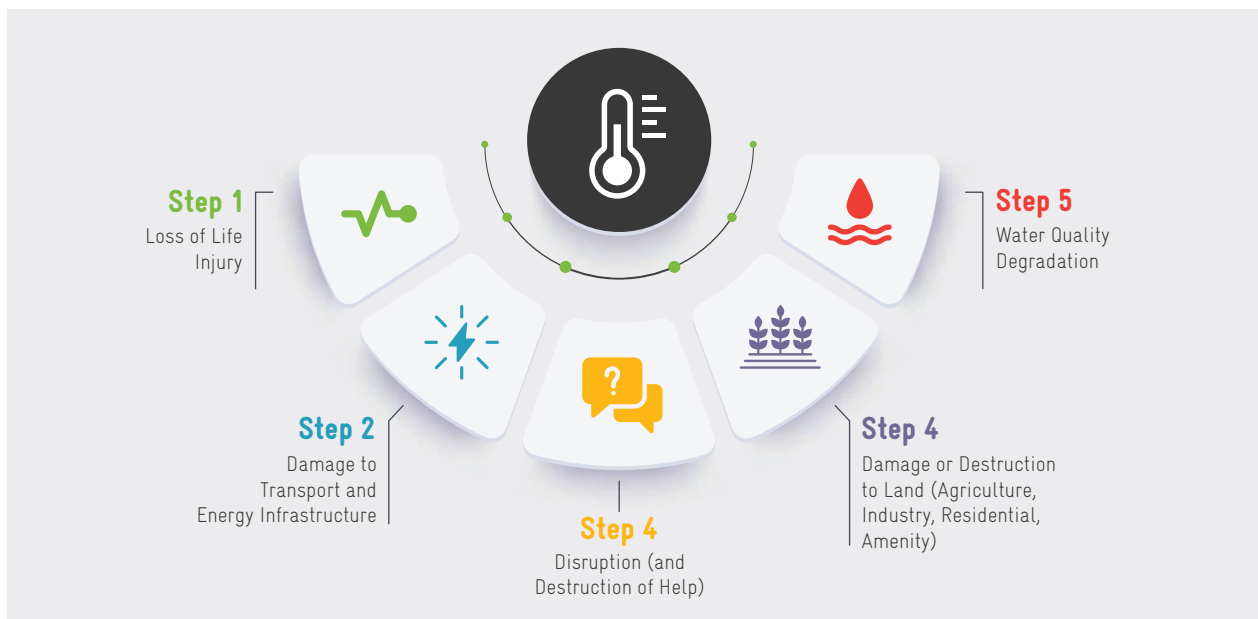 Step 1
Loss of Life
Injury
Step 2
Damage to
Transport and
Energy Infrastructure
?
Step 4
Disruption (and
Destruction of Help)
Step 4
Damage or Destruction
to Land (Agriculture,
Industry, Residential,
Amenity)
Step 5
Water Quality
Degradation